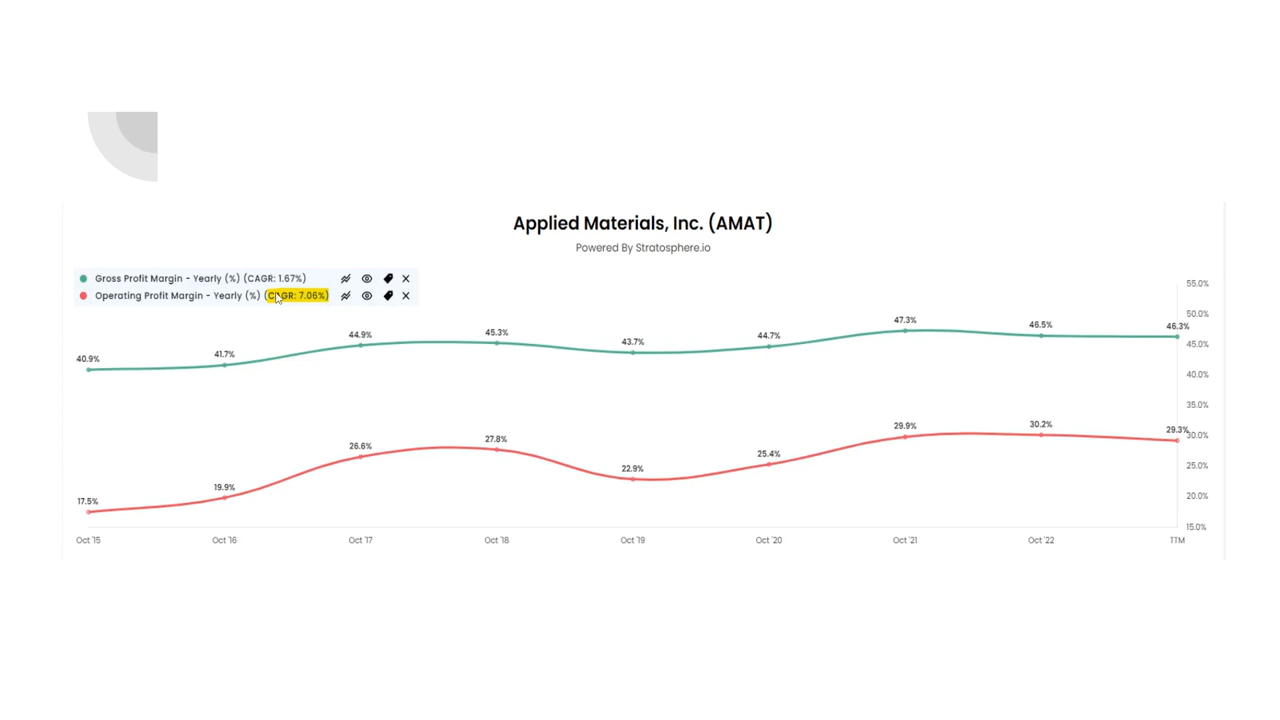 Applied Materials, Inc. (AMAT)
Powered By Stratosphere.io
Gross Profit Margin - Yearly (%) (CAGR: 1.67%)
Operating Profit Margin - Yearly (%) (CAGR: 7.06%)
55.0%
50.0%
45.0%
40.0%
35.0%
30.0%
25.0%
20.0%
15.0%
40.9%
41.7%
44.9%
45.3%
43.7%
44.7%
47.3%
46.5%
46.3%
17.5%
19.9%
26.6%
27.8%
22.9%
25.4%
29.9%
30.2%
29.3%
Oct '15
Oct '16
Oct '17
Oct '18
Oct '19
Oct '20
Oct '21
Oct '22
TTM